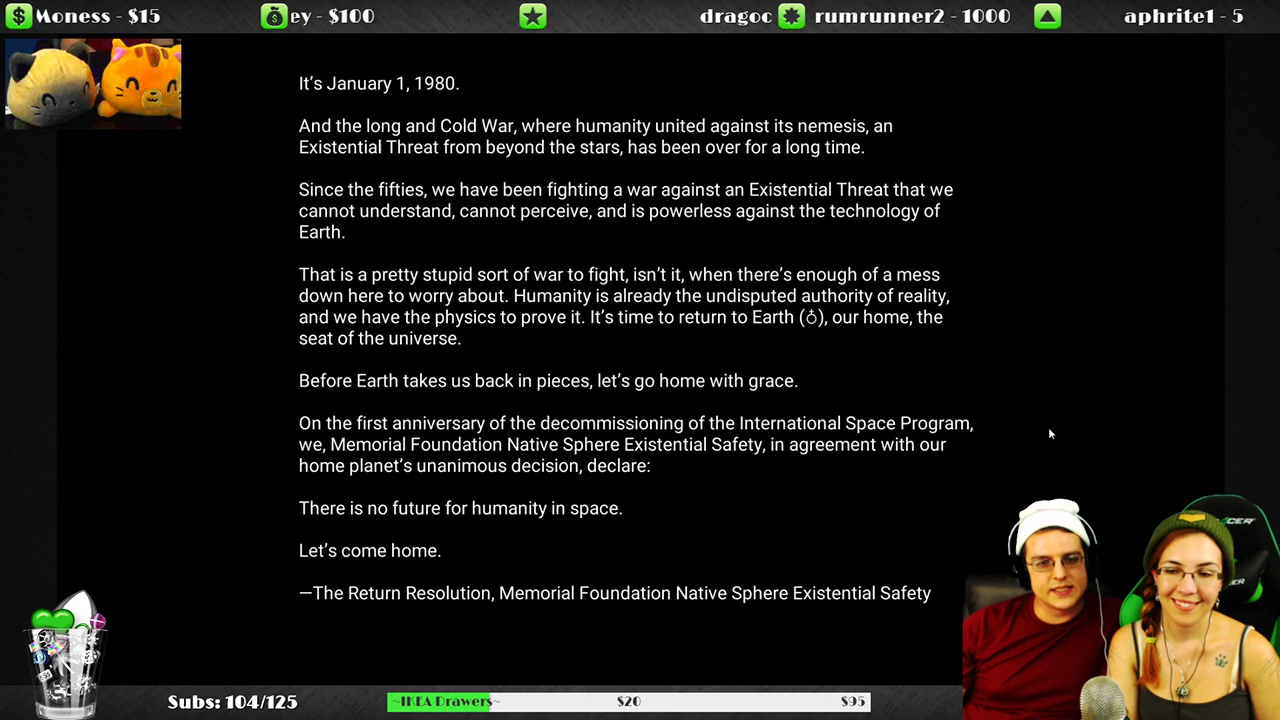 Moness - $15
ey - $100
dragoc
rumrunner2 - 1000
aphrite1 - 5
It's January 1, 1980.
And the long and Cold War, where humanity united against its nemesis, an
Existential Threat from beyond the stars, has been over for a long time.
Since the fifties, we have been fighting a war against an Existential Threat that we
cannot understand, cannot perceive, and is powerless against the technology of
Earth.
That is a pretty stupid sort of war to fight, isn't it, when there's enough of a mess
down here to worry about. Humanity is already the undisputed authority of reality,
and we have the physics to prove it. It's time to return to Earth (♁), our home, the
seat of the universe.
Before Earth takes us back in pieces, let's go home with grace.
On the first anniversary of the decommissioning of the International Space Program,
we, Memorial Foundation Native Sphere Existential Safety, in agreement with our
home planet's unanimous decision, declare:
There is no future for humanity in space.
Let's come home.
—The Return Resolution, Memorial Foundation Native Sphere Existential Safety
Subs: 104/125
~IKEA Drawers~
$20
$95